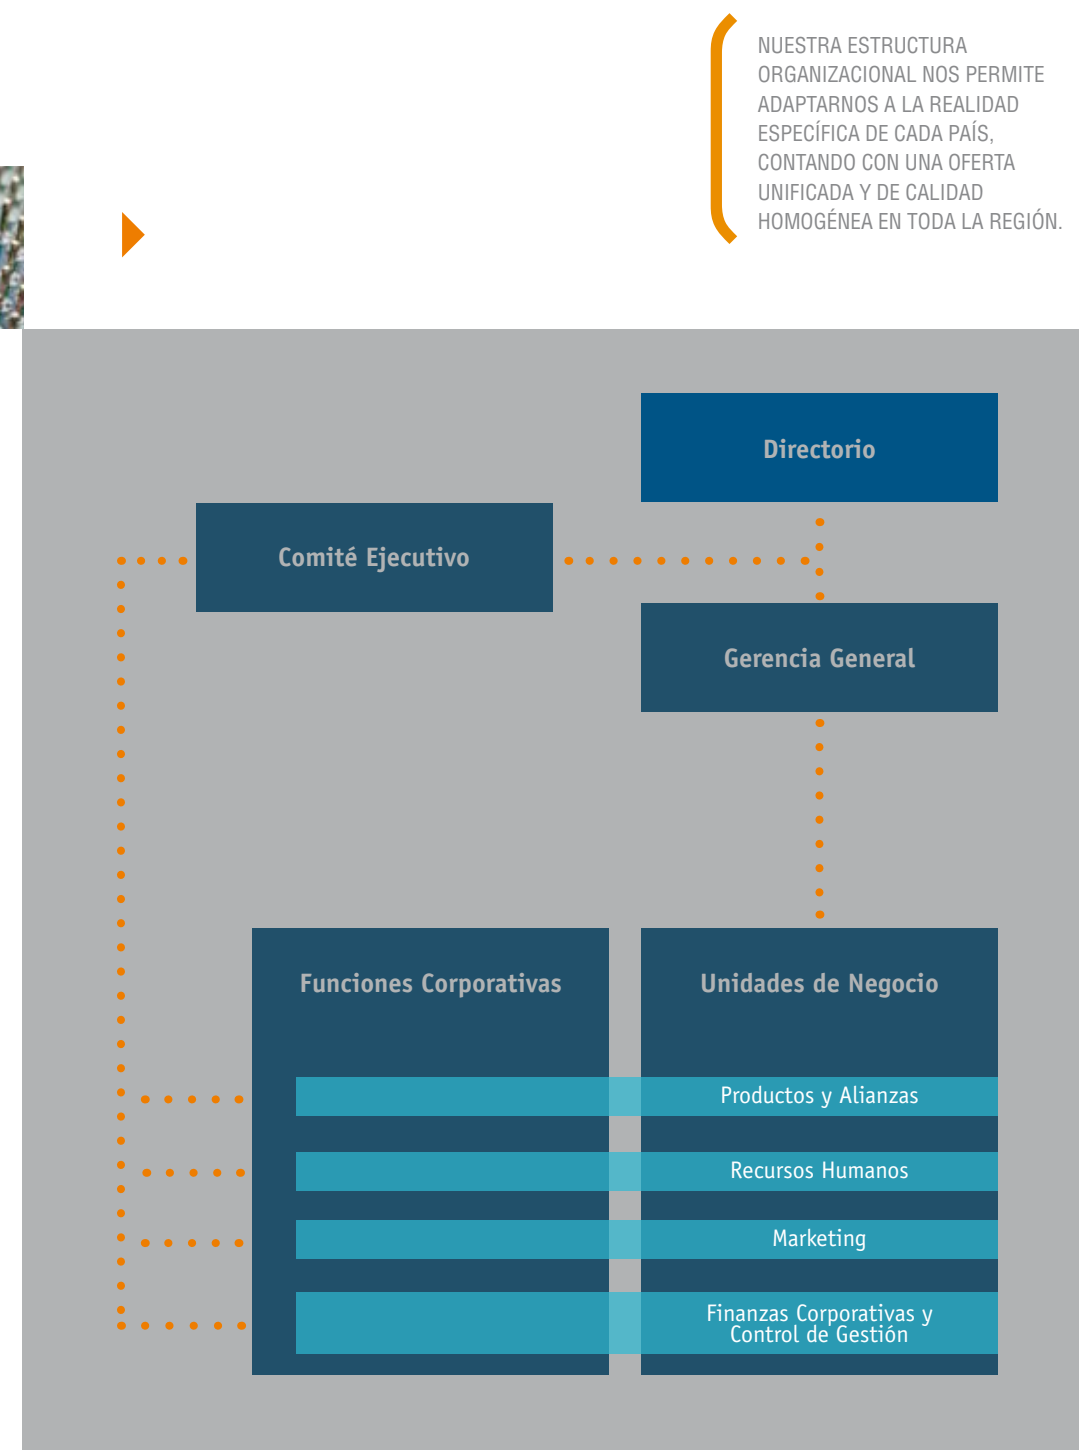 NUESTRA ESTRUCTURA
ORGANIZACIONAL NOS PERMITE
ADAPTARNOS A LA REALIDAD
ESPECÍFICA DE CADA PAÍS,
CONTANDO CON UNA OFERTA
UNIFICADA Y DE CALIDAD
HOMOGÉNEA EN TODA LA REGIÓN.
Directorio
Comité Ejecutivo
Gerencia General
Funciones Corporativas
Unidades de Negocio
Productos y Alianzas
Recursos Humanos
Marketing
Finanzas Corporativas y
Control de Gestión